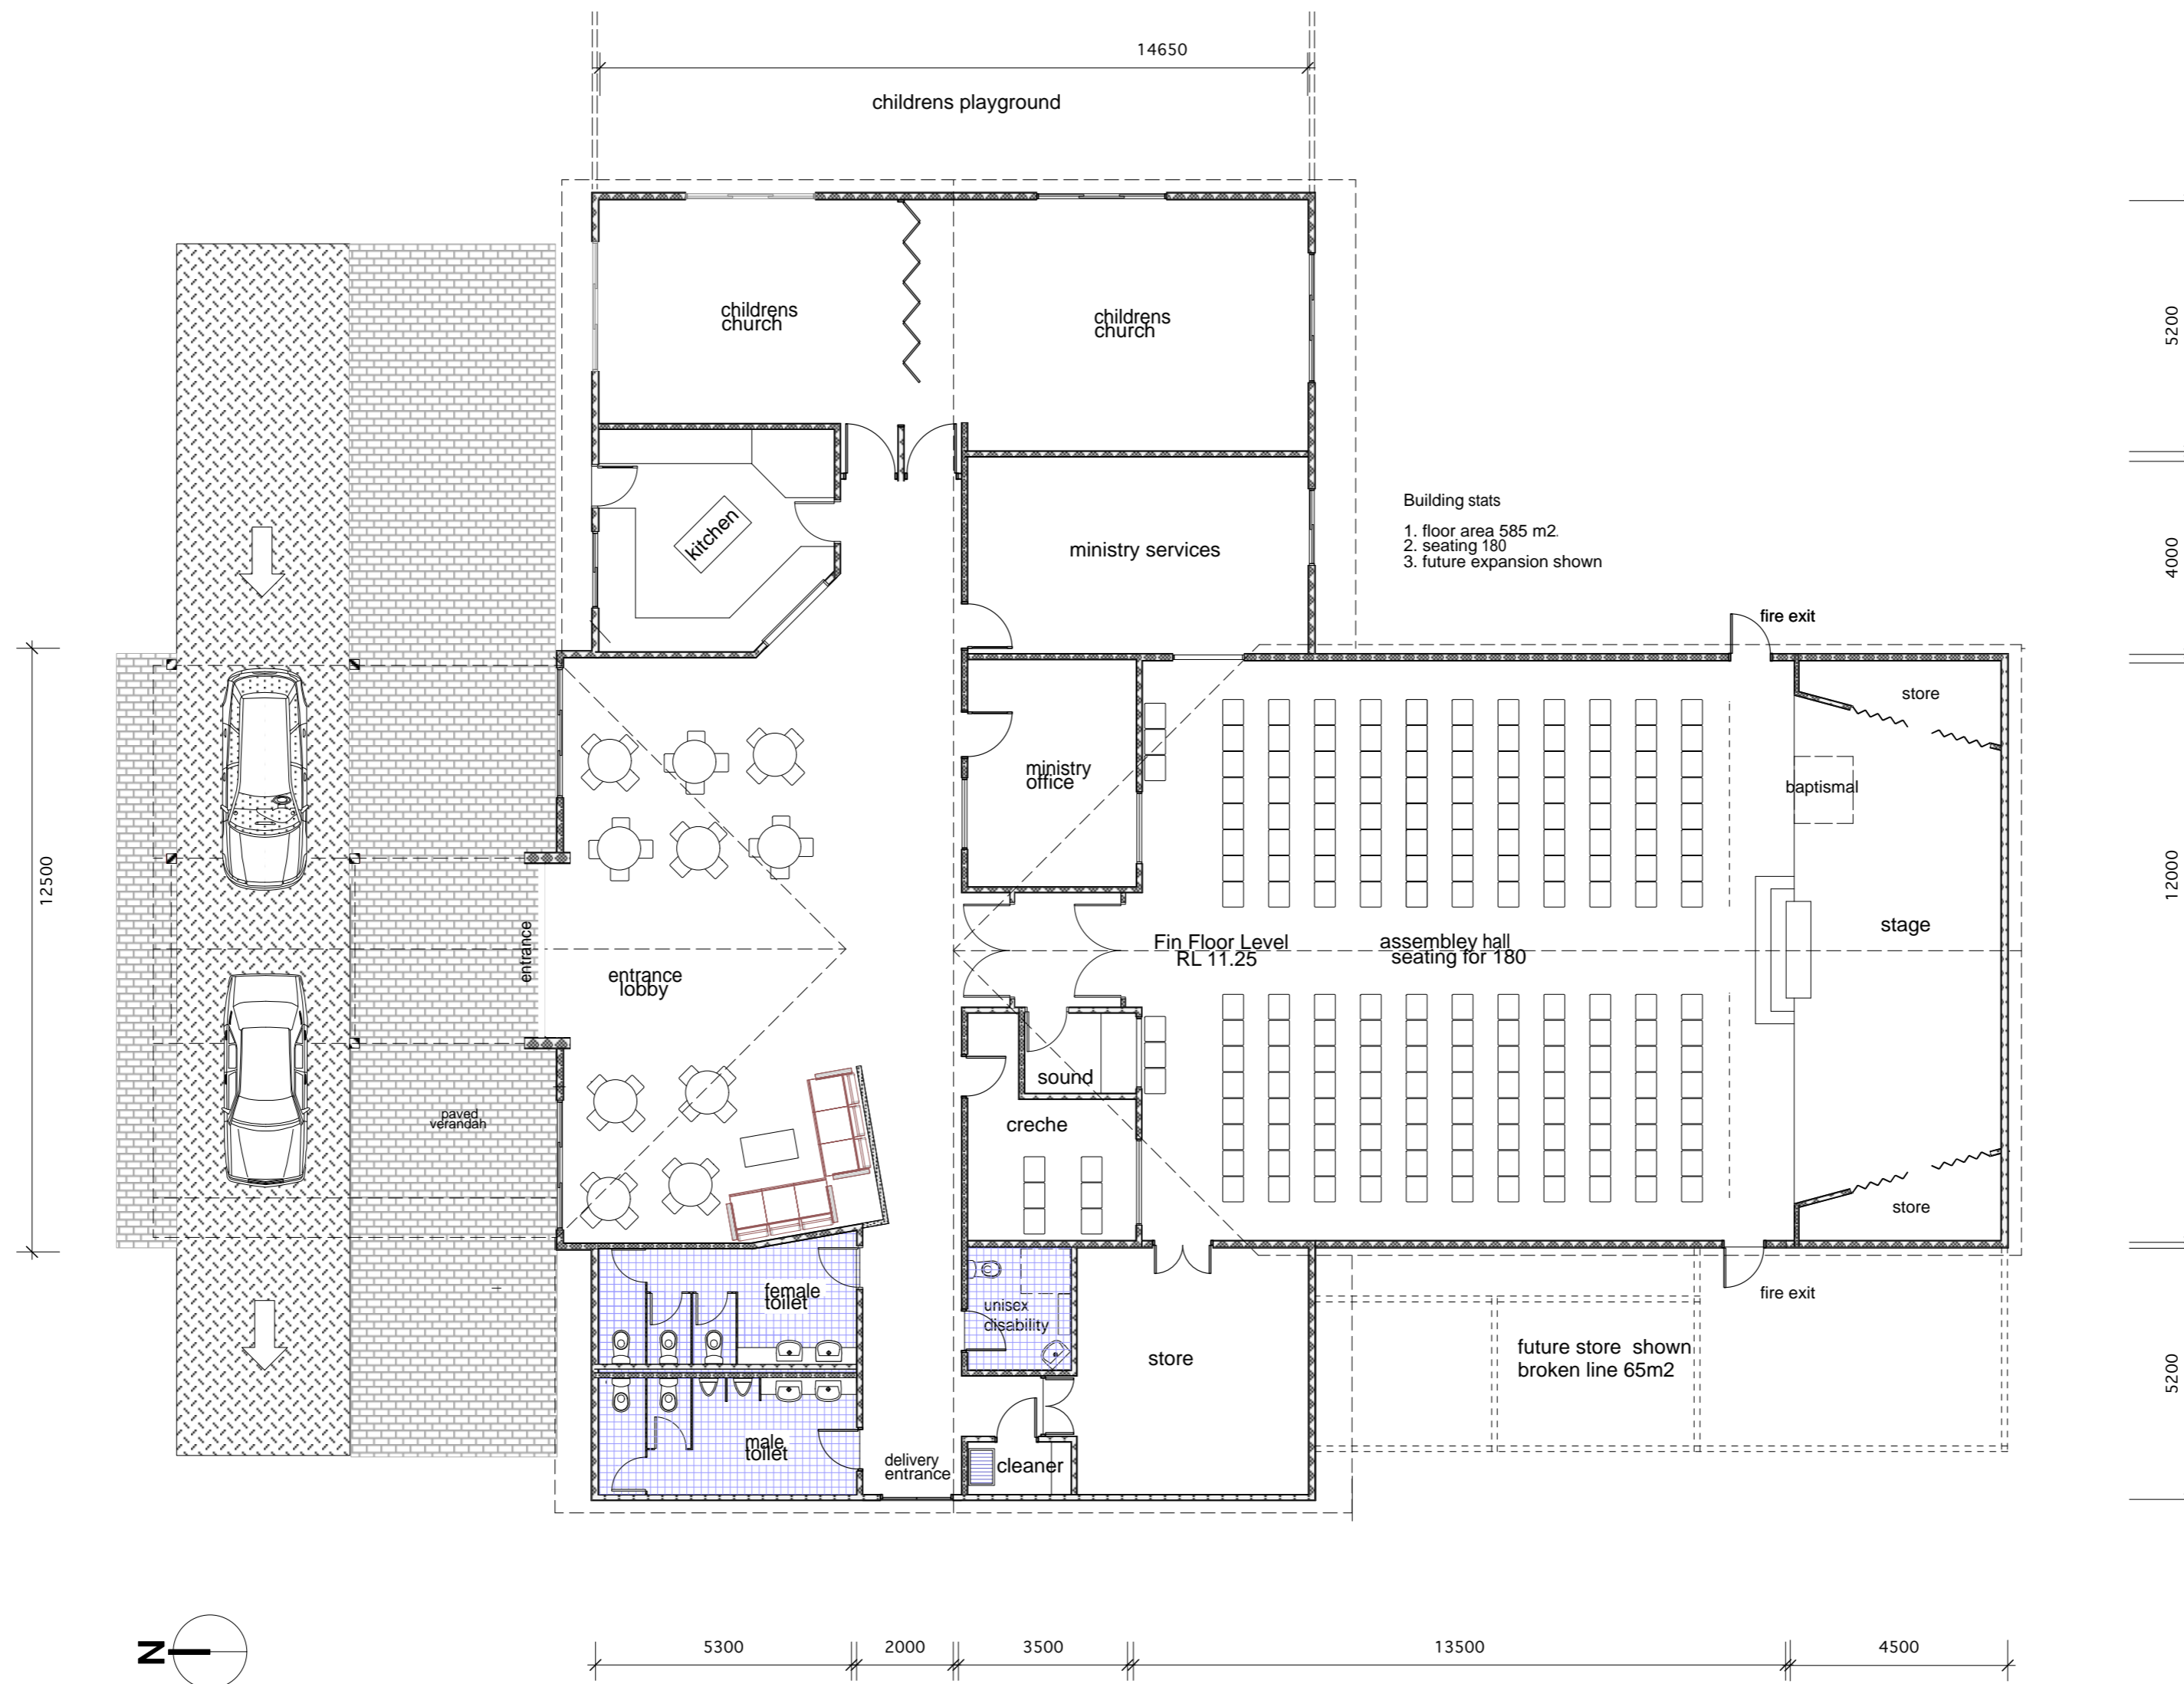 14650
childrens playground
childrens
church
childrens
church
5200
kitchen
ministry services
Building stats
1. floor area 585 m2.
2. seating 180
3. future expansion shown
4000
fire exit
store
ministry
office
baptismal
12500
12000
entrance
entrance
lobby
Fin Floor Level
RL 11.25
assembley hall
seating for 180
stage
sound
paved
verandah
creche
store
female
toilet
unisex
disability
fire exit
store
future store shown
broken line 65m2
5200
male
toilet
delivery
entrance
cleaner
N
5300
2000
3500
13500
4500